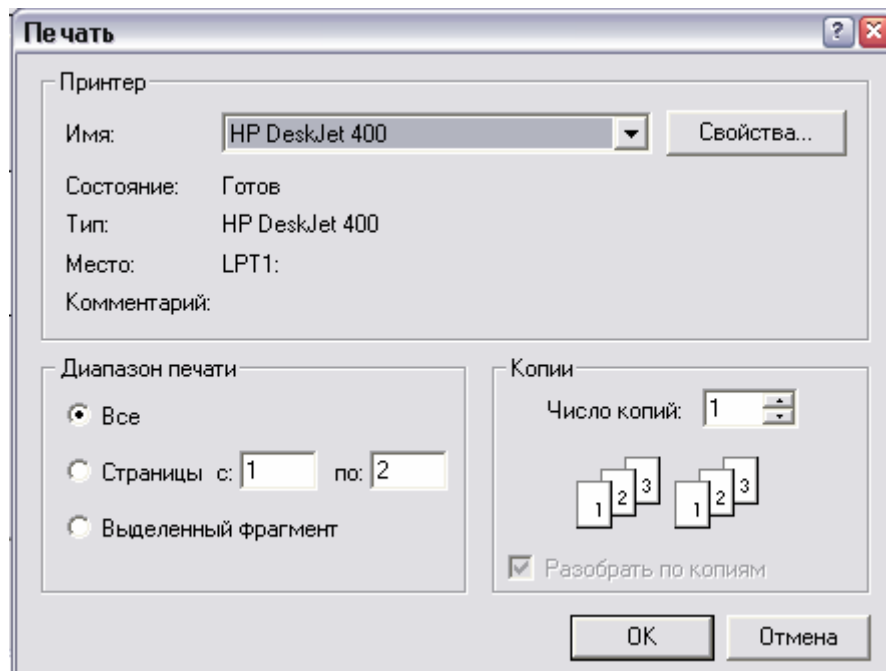 Печать
Принтер
Имя: HP DeskJet 400 Свойства...
Состояние: Готов
Тип: HP DeskJet 400
Место: LPT1:
Комментарий:
Диапазон печати
Все
Страницы с: 1 по: 2
Выделенный фрагмент
Копии
Число копий: 1
1 2 3 1 2 3
Разобрать по копиям
OK Отмена